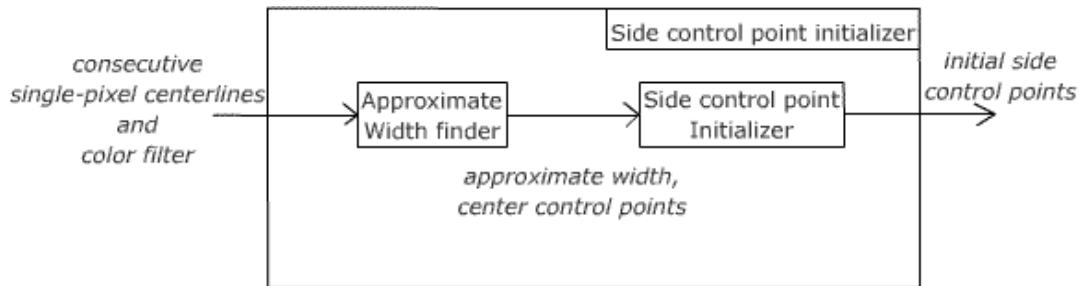 Side control point initializer
consecutive
single-pixel centerlines
and
color filter
Approximate
Width finder
Side control point
Initializer
initial side
control points
approximate width,
center control points